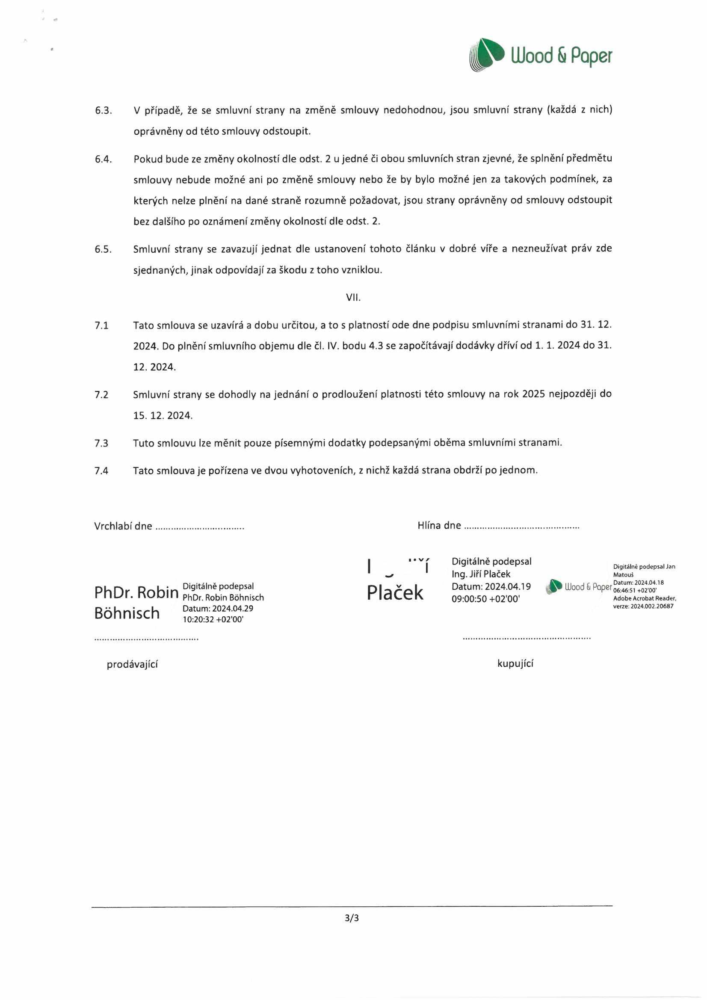 Wood & Paper
6.3. V případě, že se smluvní strany na změně smlouvy nedohodnou, jsou smluvní strany (každá z nich)
oprávněny od této smlouvy odstoupit.
6.4. Pokud bude ze změny okolností dle odst. 2 u jedné či obou smluvních stran zjevné, že splnění předmětu
smlouvy nebude možné ani po změně smlouvy nebo že by bylo možné jen za takových podmínek, za
kterých nelze plnění na dané straně rozumně požadovat, jsou strany oprávněny od smlouvy odstoupit
bez dalšího po oznámení změny okolností dle odst. 2.
6.5. Smluvní strany se zavazují jednat dle ustanovení tohoto článku v dobré víře a nezneužívat práv zde
sjednaných, jinak odpovídají za škodu z toho vzniklou.
VII.
7.1 Tato smlouva se uzavírá a dobu určitou, a to s platností ode dne podpisu smluvními stranami do 31. 12.
2024. Do plnění smluvního objemu dle čl. IV. bodu 4.3 se započítávají dodávky dříví od 1. 1. 2024 do 31.
12. 2024.
7.2 Smluvní strany se dohodly na jednání o prodloužení platnosti této smlouvy na rok 2025 nejpozději do
15. 12. 2024.
7.3 Tuto smlouvu lze měnit pouze písemnými dodatky podepsanými oběma smluvními stranami.
7.4 Tato smlouva je pořízena ve dvou vyhotoveních, z nichž každá strana obdrží po jednom.
Vrchlabí dne ..................................
Hlína dne ............................................
PhDr. Robin
Böhnisch
Digitálně podepsal
PhDr. Robin Böhnisch
Datum: 2024.04.29
10:20:32 +02'00'
Plaček
Digitálně podepsal
Ing. Jiří Plaček
Datum: 2024.04.19
09:00:50 +02'00'
Wood & Paper
Digitálně podepsal Jan
Matouš
Datum: 2024.04.18
06:46:51 +02'00'
Adobe Acrobat Reader,
verze: 2024.002.20687
........................................
.................................................
prodávající
kupující
3/3